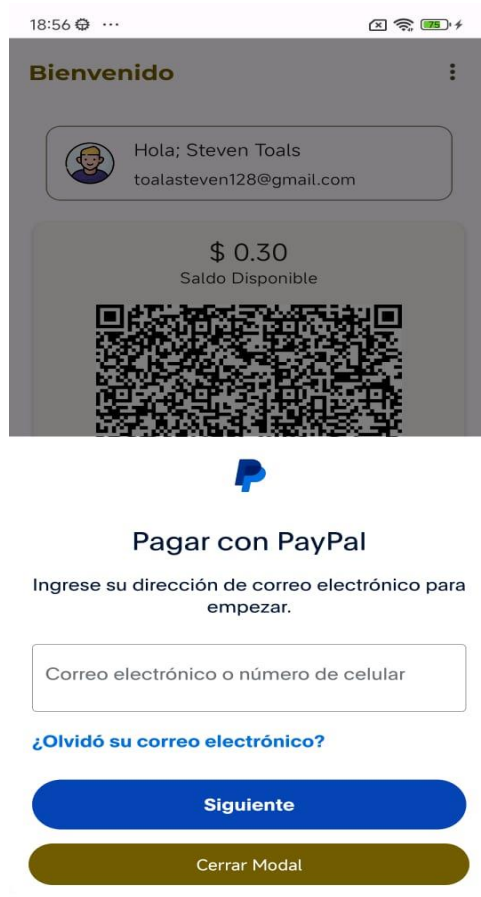 18:56
75
Bienvenido
Hola; Steven Toals
toalasteven128@gmail.com
$ 0.30
Saldo Disponible
Pagar con PayPal
Ingrese su dirección de correo electrónico para
empezar.
Correo electrónico o número de celular
¿Olvidó su correo electrónico?
Siguiente
Cerrar Modal